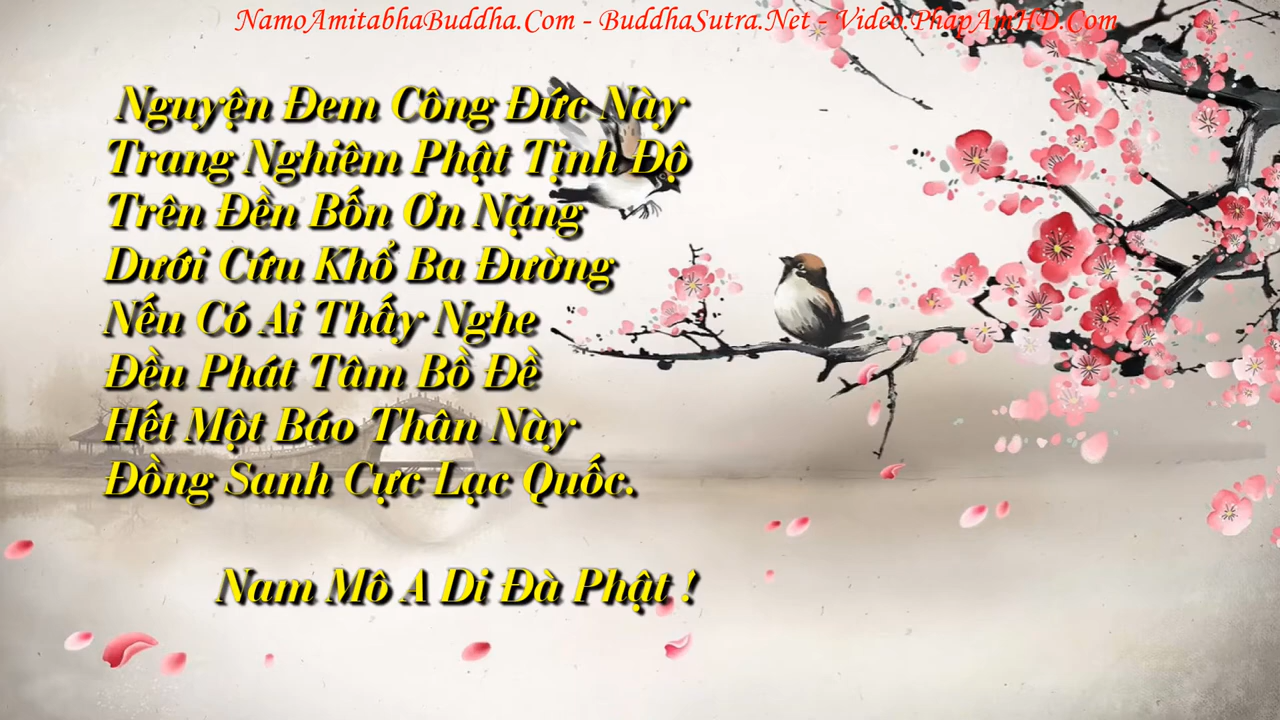 NamoAmitabhaBuddha.Com - BuddhaSutra.Net - Video.PhapAmHD.Com
Nguyện Đem Công Đức Này
Trang Nghiêm Phật Tịnh Độ
Trên Đền Bốn Ơn Nặng
Dưới Cứu Khổ Ba Đường
Nếu Có Ai Thấy Nghe
Đều Phát Tâm Bồ Đề
Hết Một Báo Thân Này
Đồng Sanh Cực Lạc Quốc.
Nam Mô A Di Đà Phật !